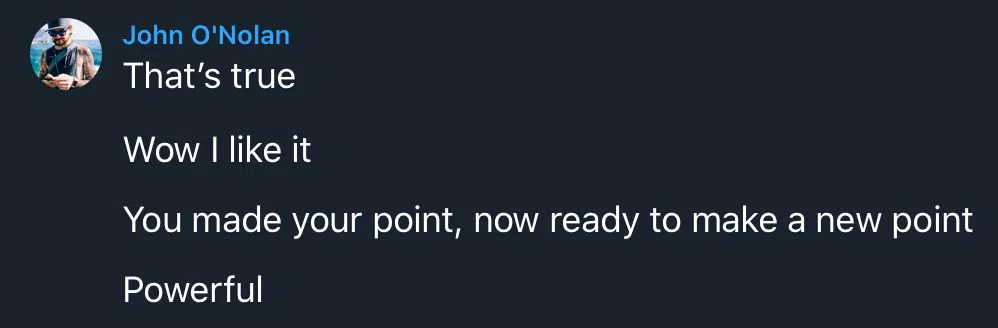 John O'Nolan
That’s true
Wow I like it
You made your point, now ready to make a new point
Powerful